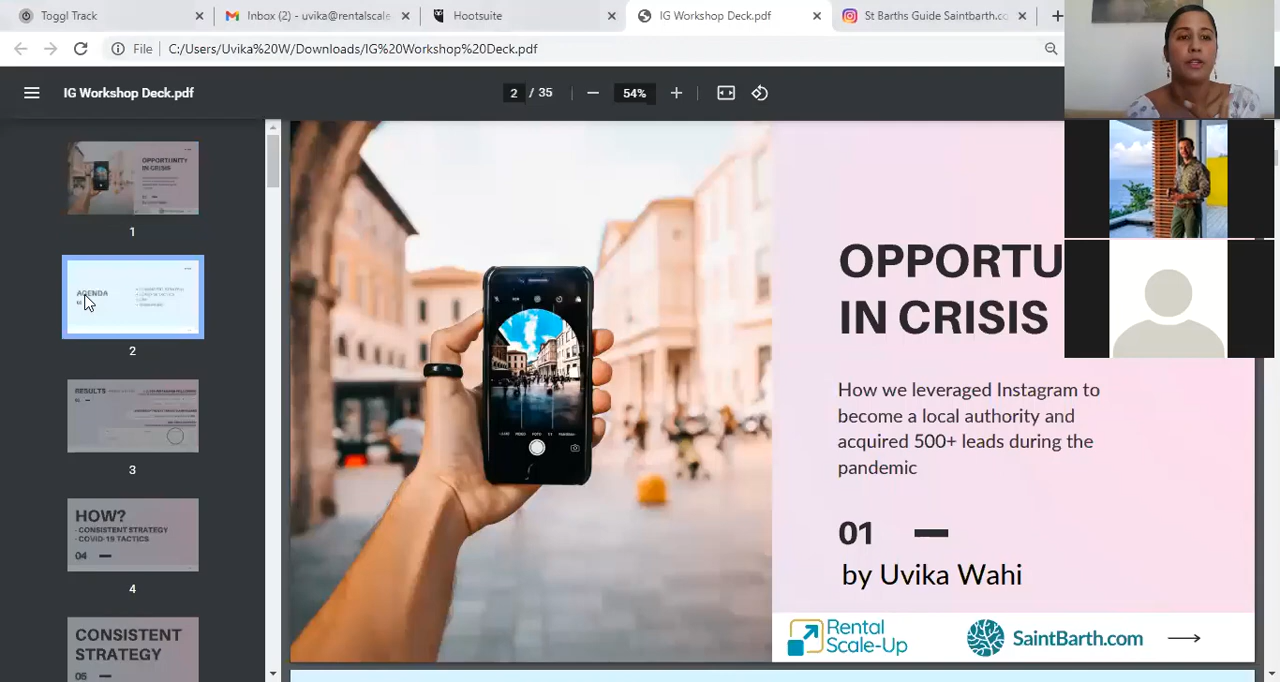 Toggl Track
Inbox (2) - uvika@rentalscale
Hootsuite
IG Workshop Deck.pdf
St Barths Guide Saintbarth.co
File
C:/Users/Uvika%20W/Downloads/IG%20Workshop%20Deck.pdf
IG Workshop Deck.pdf
2 / 35
54%
OPPORTUNITY
IN CRISIS
1
AGENDA
2
RESULTS
3
HOW?
- CONSISTENT STRATEGY
- COVID-19 TACTICS
04
4
CONSISTENT
STRATEGY
05
OPPORTU
IN CRISIS
How we leveraged Instagram to
become a local authority and
acquired 500+ leads during the
pandemic
01
by Uvika Wahi
Rental
Scale-Up
SaintBarth.com